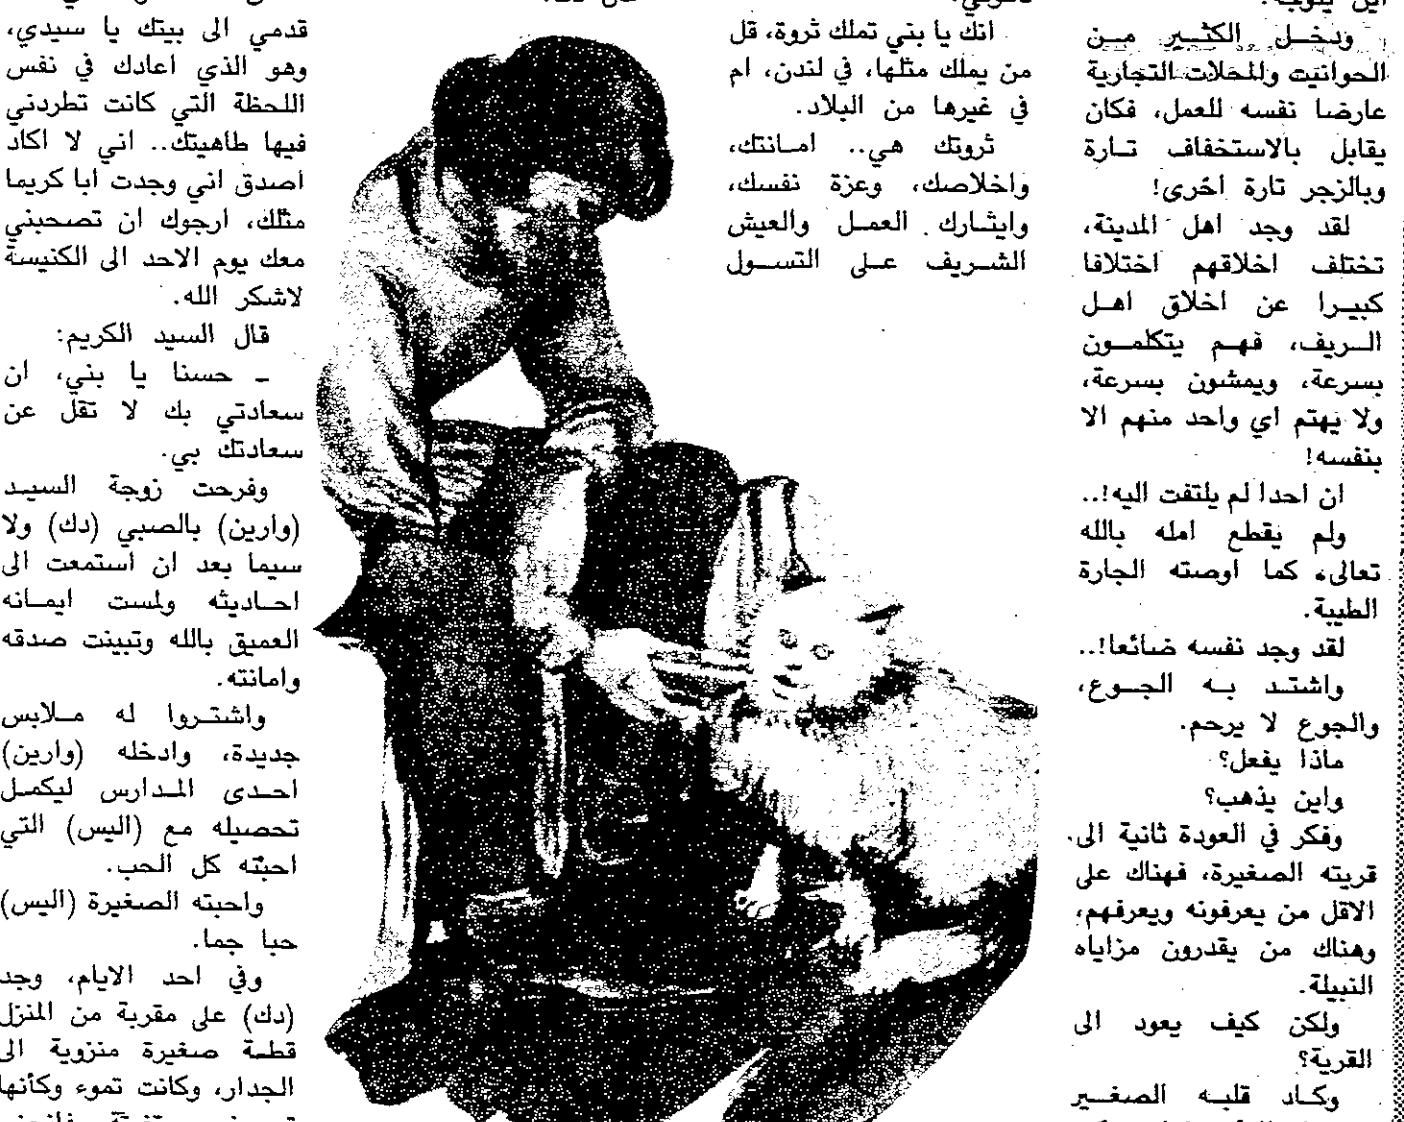 اين يتوجه.
ودخل الكثير من
الحوانيت والمحلات التجارية
عارضا نفسه للعمل، فكان
يقابل بالاستخفاف تارة
وبالزجر تارة اخرى!
لقد وجد اهل المدينة،
تختلف اخلاقهم اختلافا
كبيرا عن اخلاق اهل
الريف، فهم يتكلمون
بسرعة، ويمشون بسرعة،
ولا يهتم اي واحد منهم الا
بنفسه!
ان احدا لم يلتفت اليه!..
ولم يقطع امله بالله
تعالى، كما اوصته الجارة
الطيبة.
لقد وجد نفسه ضائعا!..
واشتد به الجوع،
والجوع لا يرحم.
ماذا يفعل؟
واين يذهب؟
وفكر في العودة ثانية الى
قريته الصغيرة، فهناك على
الاقل من يعرفونه ويعرفهم،
وهناك من يقدرون مزاياه
النبيلة.
ولكن كيف يعود الى
القرية؟
وكاد قلبه الصغير
انك يا بني تملك ثروة، قل
من يملك مثلها، في لندن، ام
في غيرها من البلاد.
ثروتك هي.. امانتك،
واخلاصك، وعزة نفسك،
وايثارك العمل والعيش
الشريف على التسول
قدمي الى بيتك يا سيدي،
وهو الذي اعادك في نفس
اللحظة التي كانت تطردني
فيها طاهيتك.. اني لا اكاد
اصدق اني وجدت ابا كريما
مثلك، ارجوك ان تصحبني
معك يوم الاحد الى الكنيسة
لاشكر الله.
قال السيد الكريم:
ـ حسنا يا بني، ان
سعادتي بك لا تقل عن
سعادتك بي.
وفرحت زوجة السيد
(وارين) بالصبي (دك) ولا
سيما بعد ان استمعت الى
احاديثه ولمست ايمانه
العميق بالله وتبينت صدقه
وامانته.
واشتروا له ملابس
جديدة، وادخله (وارين)
احدى المدارس ليكمل
تحصيله مع (اليس) التي
احبته كل الحب.
واحبته الصغيرة (اليس)
حبا جما.
وفي احد الايام، وجد
(دك) على مقربة من المنزل
قطة صغيرة منزوية الى
الجدار، وكانت تموء وكأنها